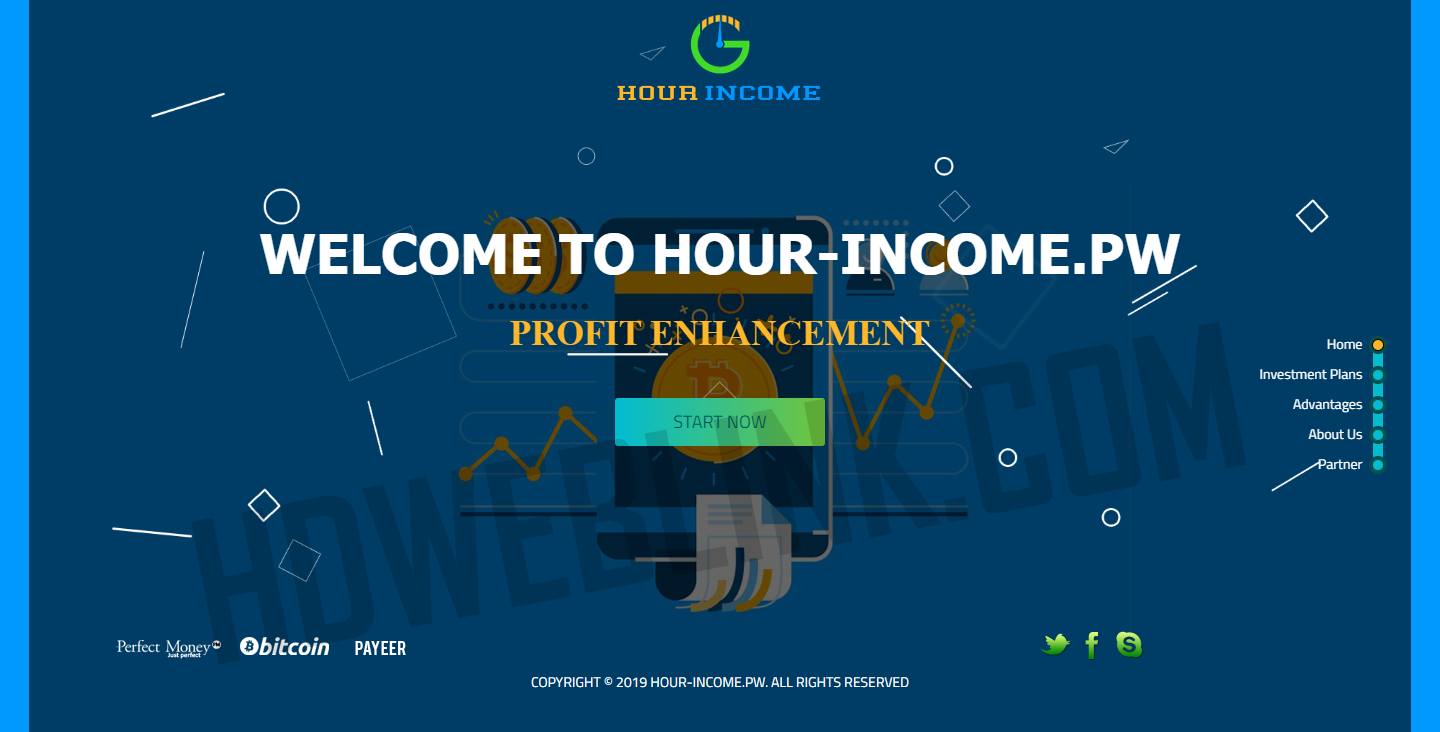 HOUR INCOME
WELCOME TO HOUR-INCOME.PW
PROFIT ENHANCEMENT
START NOW
Home
Investment Plans
Advantages
About Us
Partner
HDWEBLINK.COM
Perfect Money PM
Just perfect
bitcoin
PAYEER
COPYRIGHT © 2019 HOUR-INCOME.PW. ALL RIGHTS RESERVED